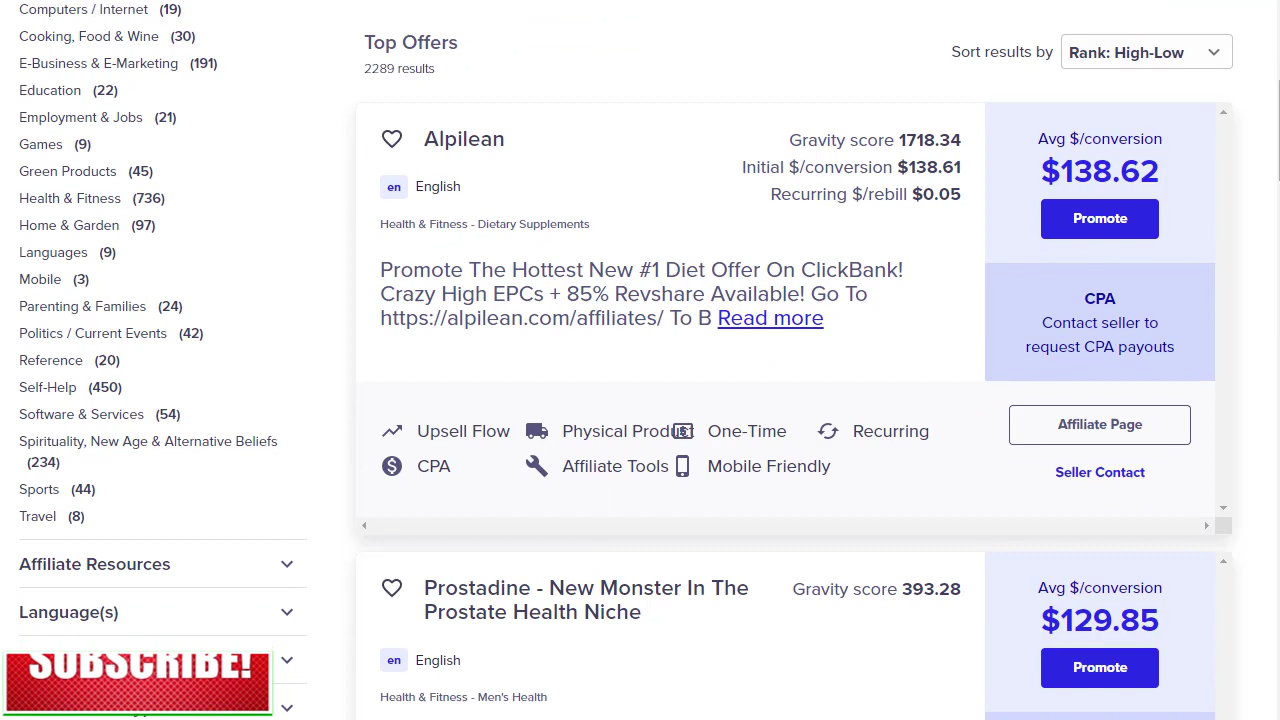 Computers / Internet (19)
Cooking, Food & Wine (30)
E-Business & E-Marketing (191)
Education (22)
Employment & Jobs (21)
Games (9)
Green Products (45)
Health & Fitness (736)
Home & Garden (97)
Languages (9)
Mobile (3)
Parenting & Families (24)
Politics / Current Events (42)
Reference (20)
Self-Help (450)
Software & Services (54)
Spirituality, New Age & Alternative Beliefs
(234)
Sports (44)
Travel (8)
Affiliate Resources
Language(s)
SUBSCRIBE!
Top Offers
2289 results
Sort results by Rank: High-Low
Alpilean
Gravity score 1718.34
Initial $/conversion $138.61
Recurring $/rebill $0.05
en English
Health & Fitness - Dietary Supplements
Promote The Hottest New #1 Diet Offer On ClickBank!
Crazy High EPCs + 85% Revshare Available! Go To
https://alpilean.com/affiliates/ To B Read more
Avg $/conversion
$138.62
Promote
CPA
Contact seller to
request CPA payouts
Upsell Flow Physical Product One-Time Recurring
CPA Affiliate Tools Mobile Friendly
Affiliate Page
Seller Contact
Prostadine - New Monster In The
Prostate Health Niche
Gravity score 393.28
en English
Health & Fitness - Men's Health
Avg $/conversion
$129.85
Promote